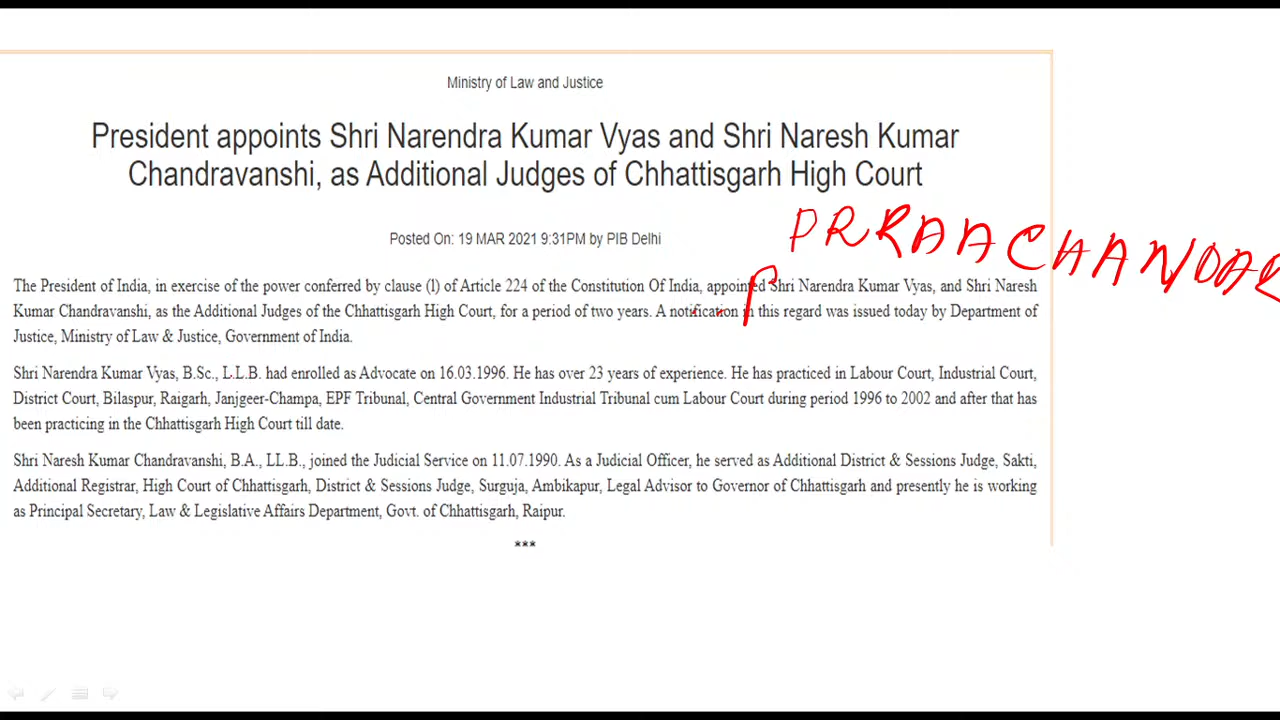 Ministry of Law and Justice
President appoints Shri Narendra Kumar Vyas and Shri Naresh Kumar
Chandravanshi, as Additional Judges of Chhattisgarh High Court
PRRAACHANDAR
Posted On: 19 MAR 2021 9:31PM by PIB Delhi
P
The President of India, in exercise of the power conferred by clause (l) of Article 224 of the Constitution Of India, appointed Shri Narendra Kumar Vyas, and Shri Naresh
Kumar Chandravanshi, as the Additional Judges of the Chhattisgarh High Court, for a period of two years. A notification in this regard was issued today by Department of
Justice, Ministry of Law & Justice, Government of India.
Shri Narendra Kumar Vyas, B.Sc., L.L.B. had enrolled as Advocate on 16.03.1996. He has over 23 years of experience. He has practiced in Labour Court, Industrial Court,
District Court, Bilaspur, Raigarh, Janjgeer-Champa, EPF Tribunal, Central Government Industrial Tribunal cum Labour Court during period 1996 to 2002 and after that has
been practicing in the Chhattisgarh High Court till date.
Shri Naresh Kumar Chandravanshi, B.A., LL.B., joined the Judicial Service on 11.07.1990. As a Judicial Officer, he served as Additional District & Sessions Judge, Sakti,
Additional Registrar, High Court of Chhattisgarh, District & Sessions Judge, Surguja, Ambikapur, Legal Advisor to Governor of Chhattisgarh and presently he is working
as Principal Secretary, Law & Legislative Affairs Department, Govt. of Chhattisgarh, Raipur.
***